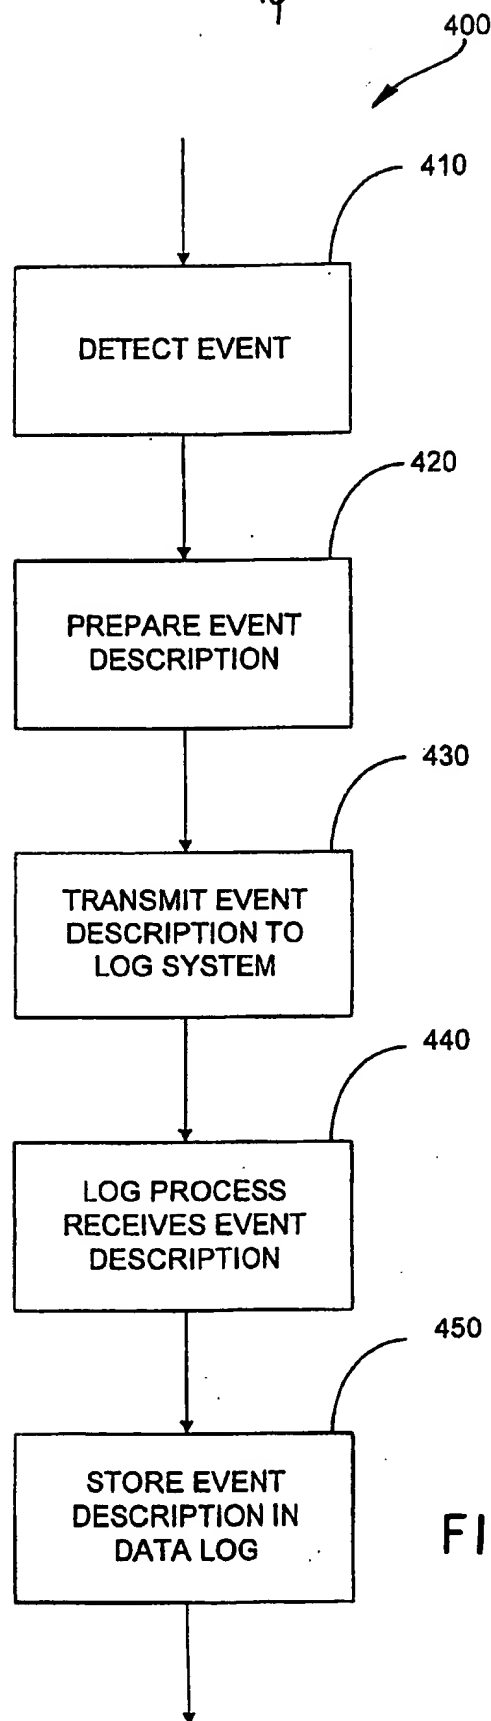 400
410
DETECT EVENT
420
PREPARE EVENT
DESCRIPTION
430
TRANSMIT EVENT
DESCRIPTION TO
LOG SYSTEM
440
LOG PROCESS
RECEIVES EVENT
DESCRIPTION
450
STORE EVENT
DESCRIPTION IN
DATA LOG
FI